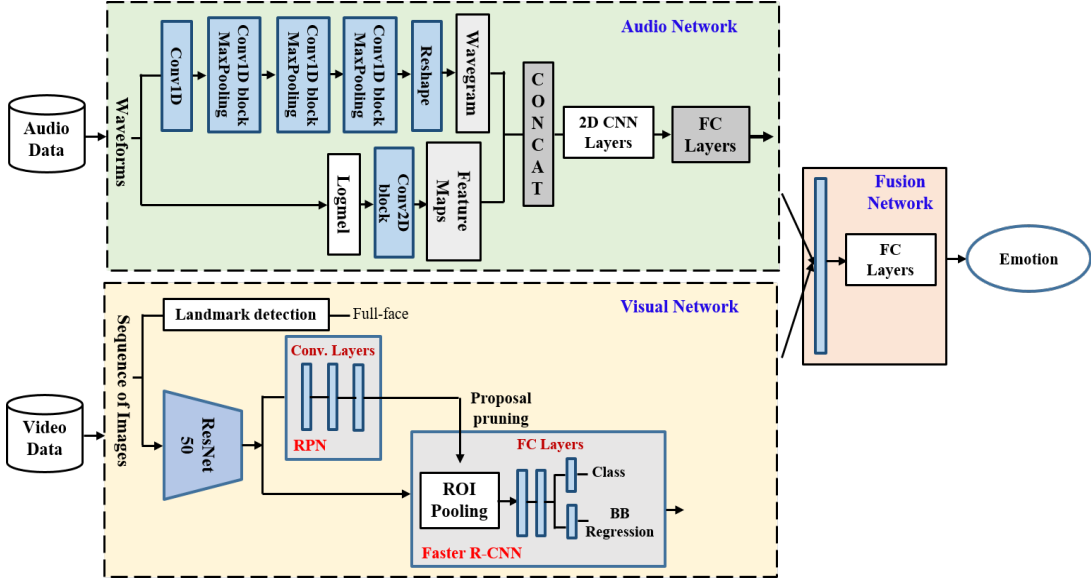 Audio Network
Audio
Data
Waveforms
Conv1D
Conv1D block
MaxPooling
Conv1D block
MaxPooling
Conv1D block
MaxPooling
Reshape
Wavegram
Logmel
Conv2D
block
Feature
Maps
CONCAT
2D CNN
Layers
FC
Layers
Fusion
Network
FC
Layers
Emotion
Visual Network
Video
Data
Sequence of Images
Landmark detection
Full-face
ResNet
50
Conv. Layers
RPN
Proposal
pruning
FC Layers
ROI
Pooling
Class
BB
Regression
Faster R-CNN